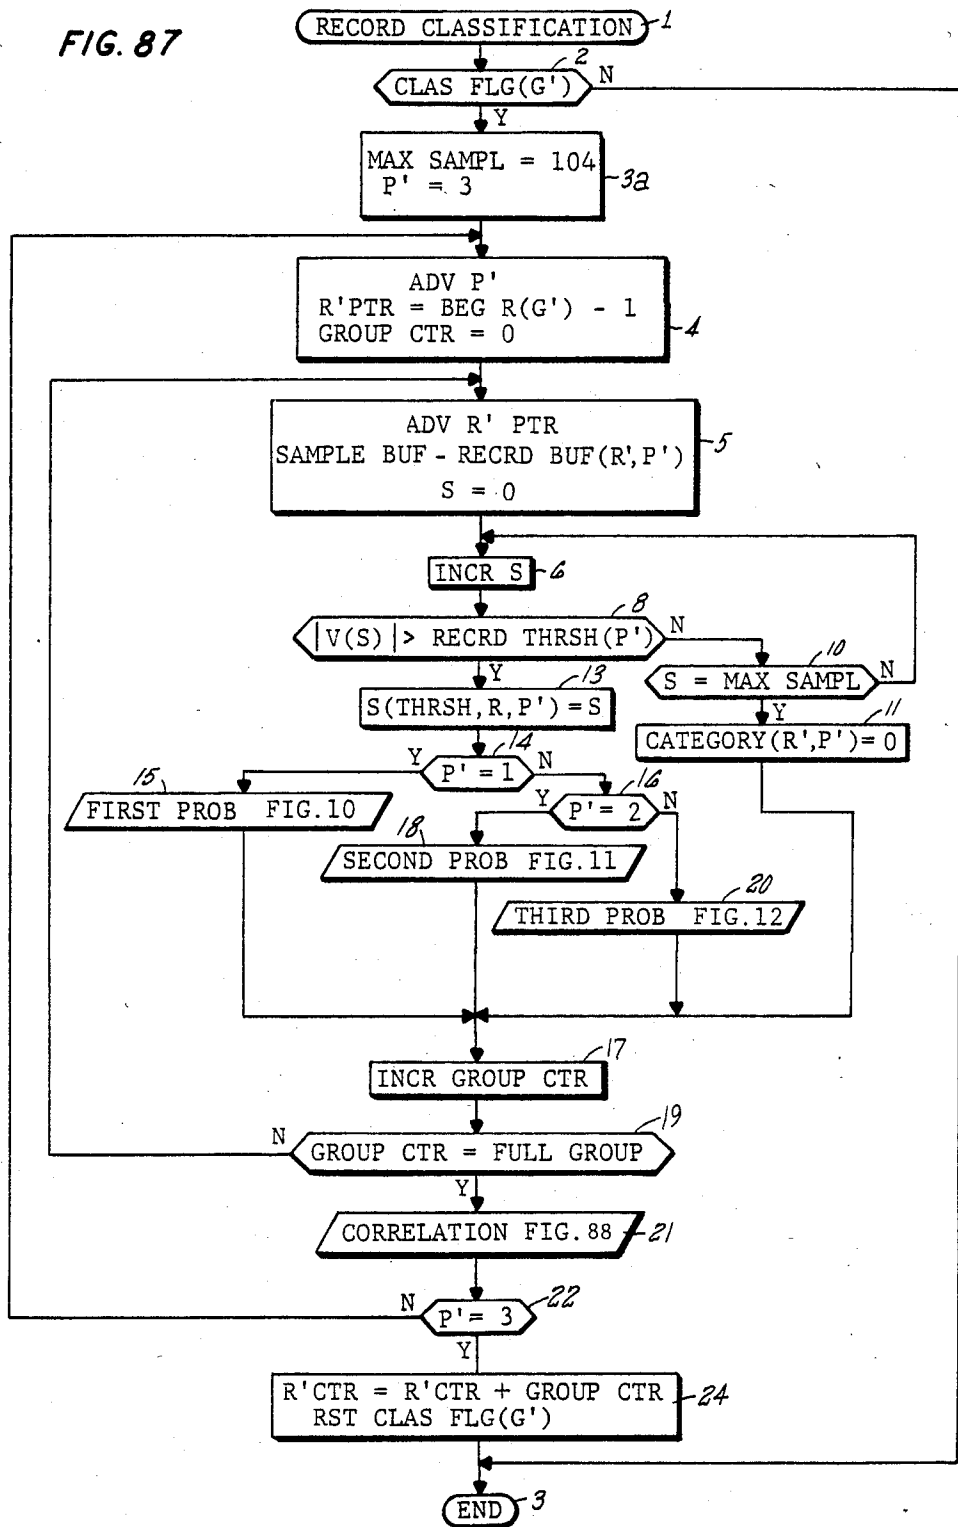 FIG. 87
RECORD CLASSIFICATION
1
2
CLAS FLG(G')
N
Y
MAX SAMPL = 104
P' = 3
3a
ADV P'
R'PTR = BEG R(G') - 1
GROUP CTR = 0
4
ADV R' PTR
SAMPLE BUF - RECRD BUF(R',P')
S = 0
5
INCR S
6
8
|V(S)| > RECRD THRSH(P')
N
Y
10
S = MAX SAMPL
N
Y
13
S(THRSH,R,P') = S
11
CATEGORY(R',P') = 0
14
Y
P' = 1
N
15
FIRST PROB FIG.10
16
Y
P' = 2
N
18
SECOND PROB FIG.11
20
THIRD PROB FIG.12
17
INCR GROUP CTR
19
N
GROUP CTR = FULL GROUP
Y
CORRELATION FIG.88
21
N
P' = 3
22
Y
R'CTR = R'CTR + GROUP CTR
RST CLAS FLG(G')
24
END
3